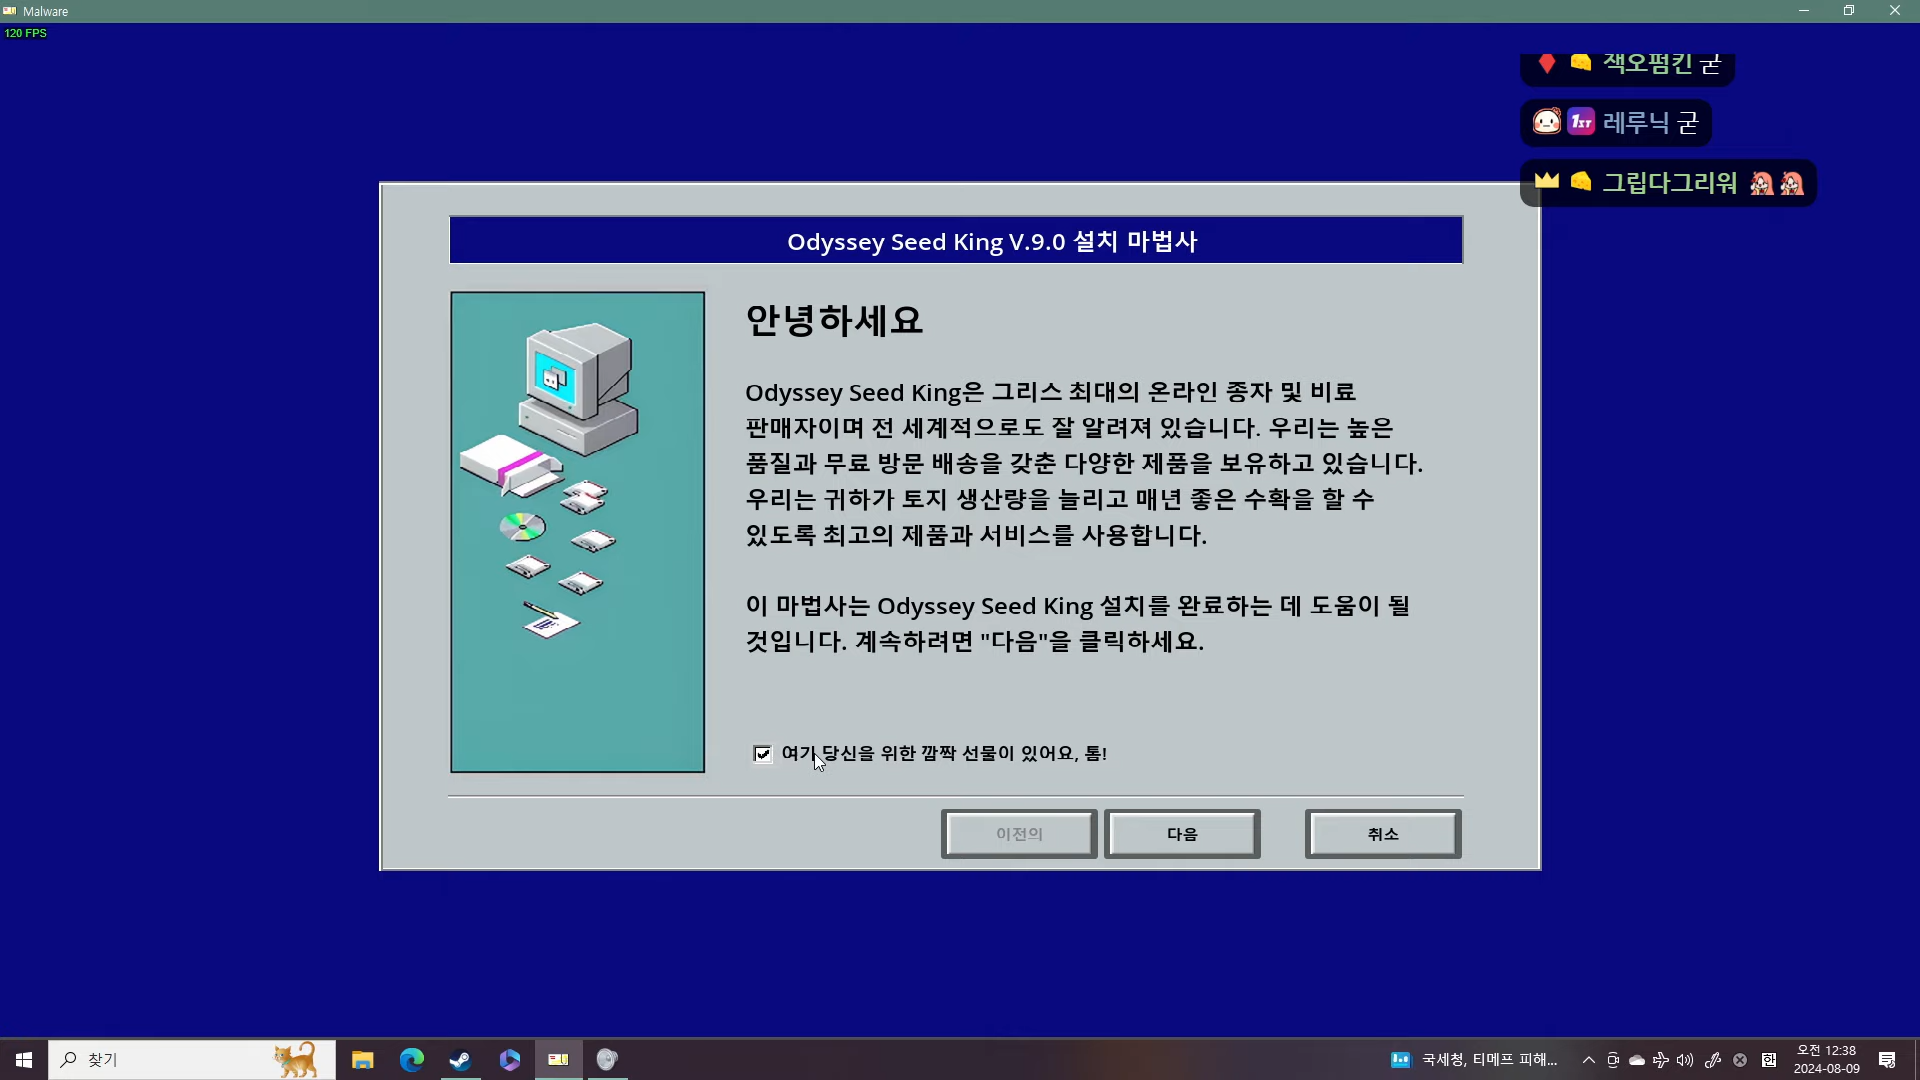 Malware
120 FPS
잭오펌킨 굳
1ST 레루닉 굳
그립다그리워
Odyssey Seed King V.9.0 설치 마법사
안녕하세요
Odyssey Seed King은 그리스 최대의 온라인 종자 및 비료
판매자이며 전 세계적으로도 잘 알려져 있습니다. 우리는 높은
품질과 무료 방문 배송을 갖춘 다양한 제품을 보유하고 있습니다.
우리는 귀하가 토지 생산량을 늘리고 매년 좋은 수확을 할 수
있도록 최고의 제품과 서비스를 사용합니다.
이 마법사는 Odyssey Seed King 설치를 완료하는 데 도움이 될
것입니다. 계속하려면 "다음"을 클릭하세요.
여기 당신을 위한 깜짝 선물이 있어요, 톰!
이전의
다음
취소
찾기
국세청, 티메프 피해...
한
오전 12:38
2024-08-09